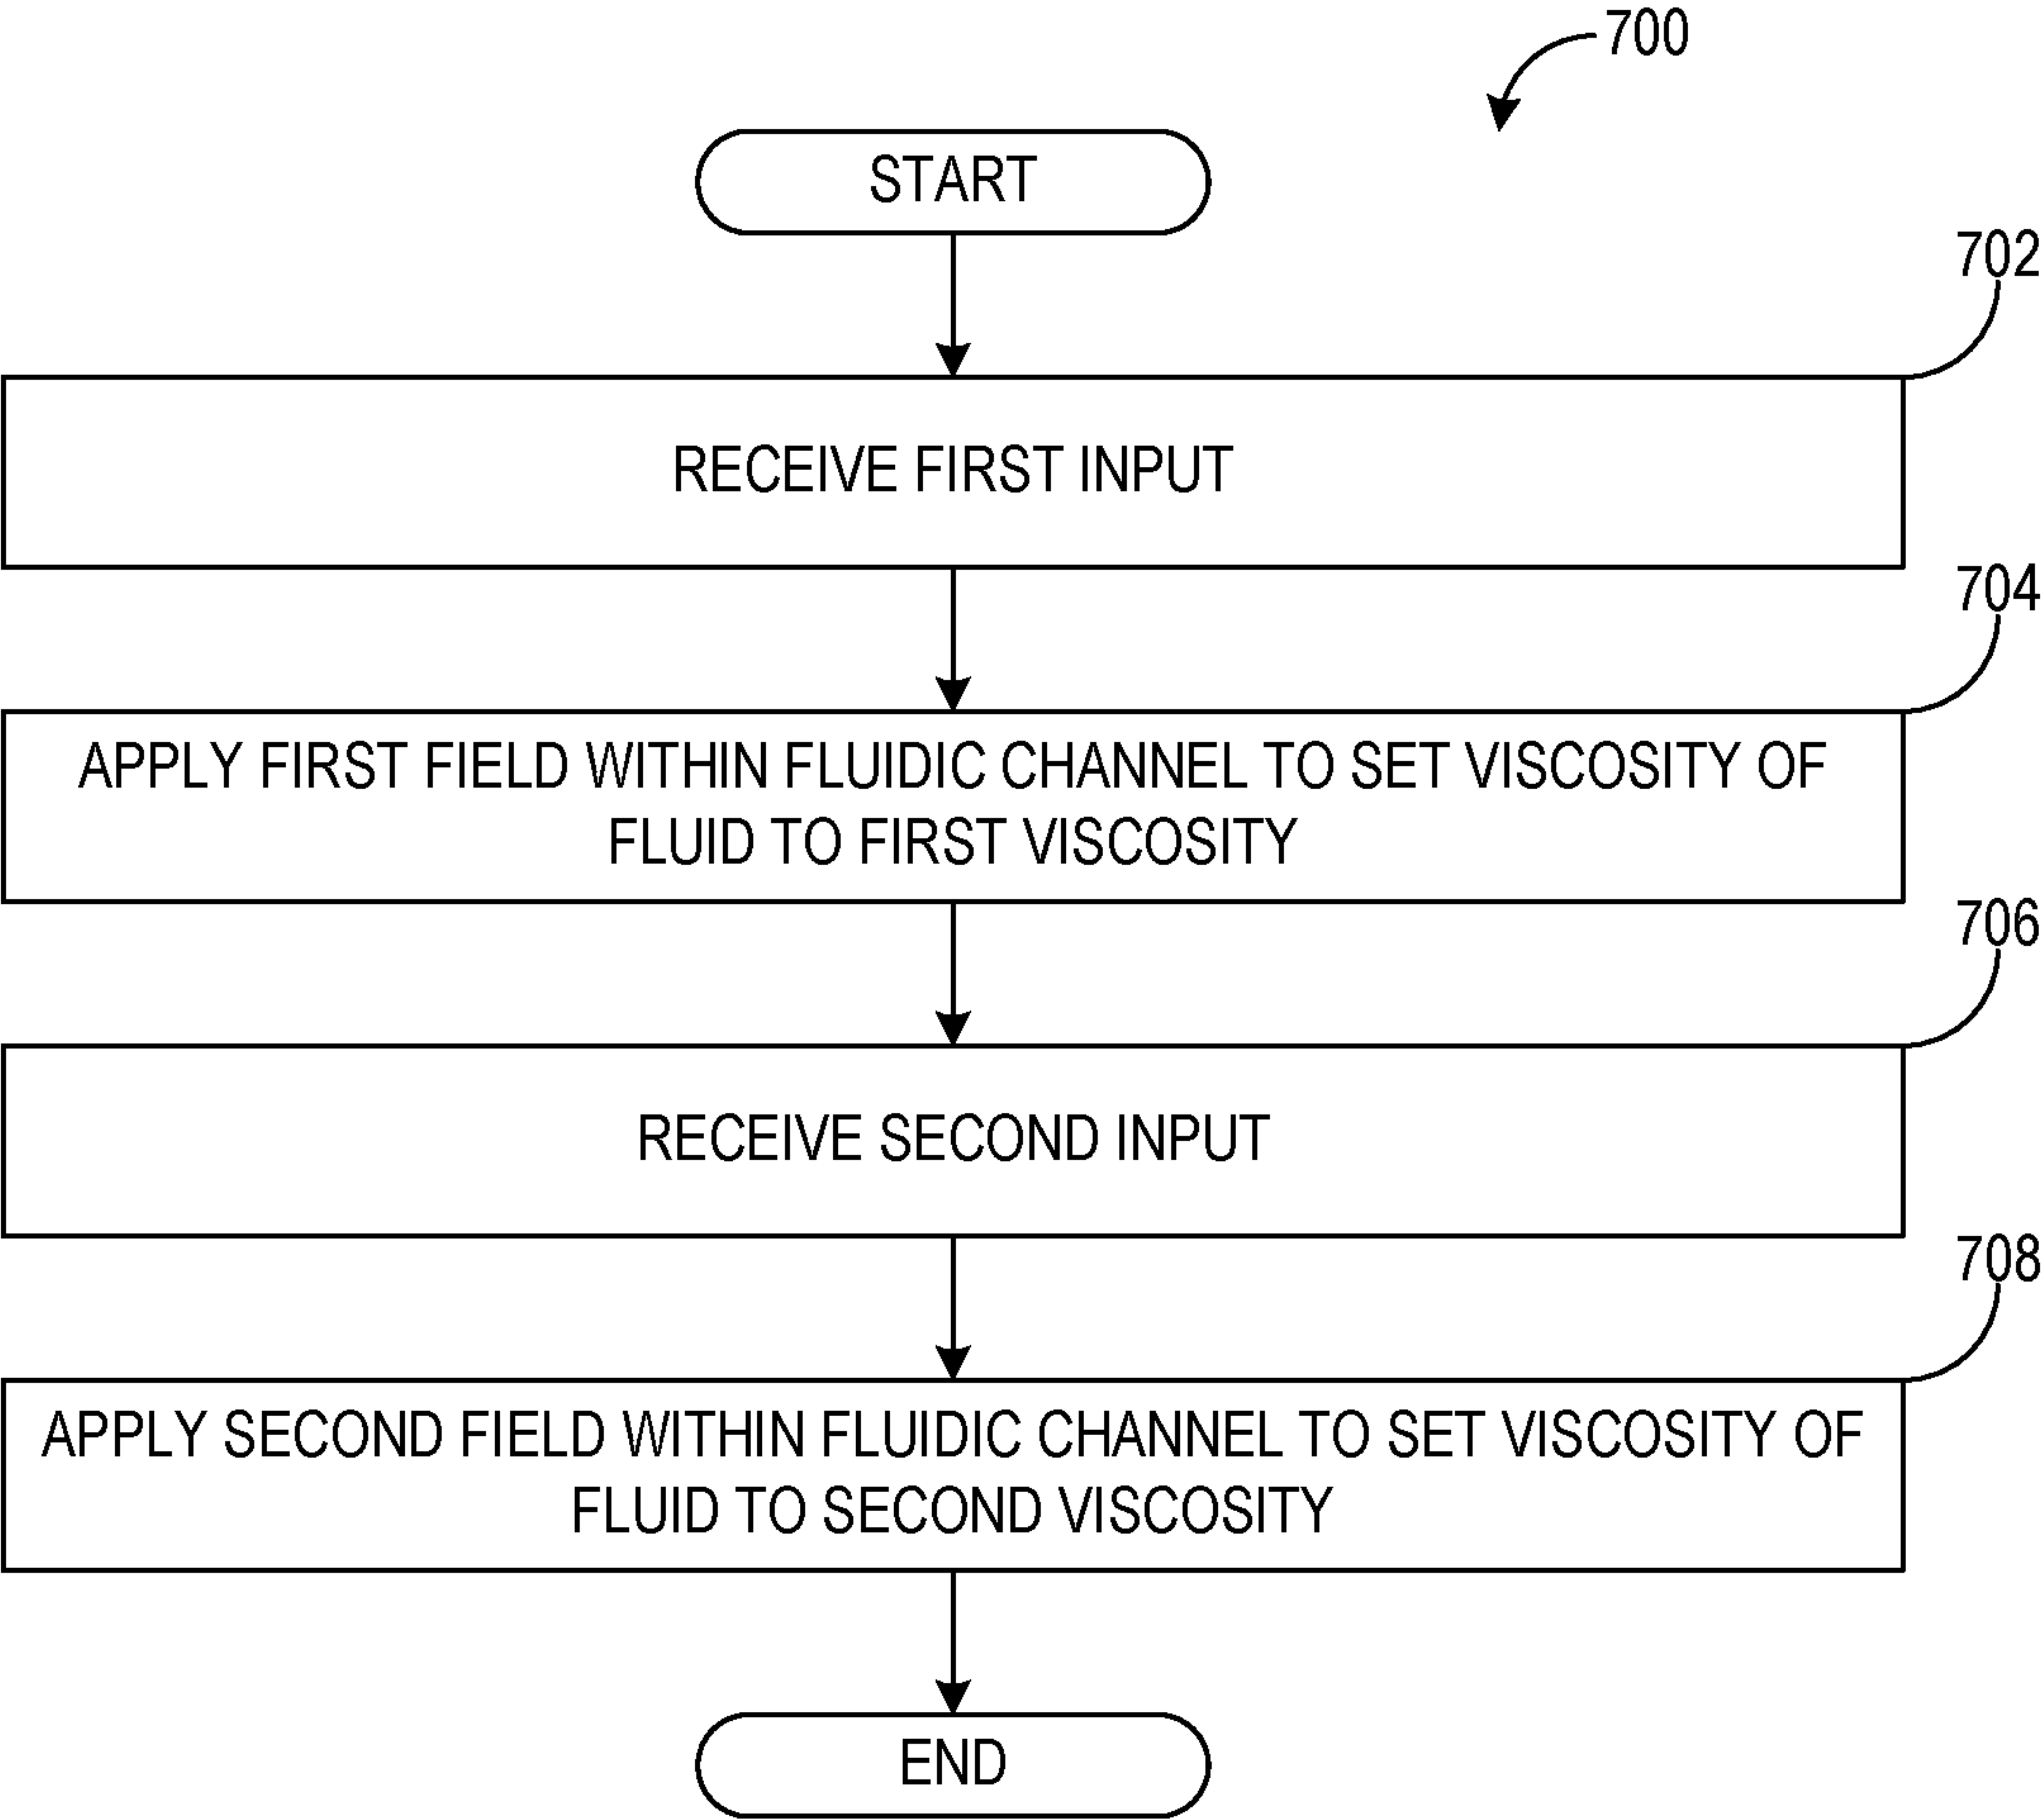 700
START
702
RECEIVE FIRST INPUT
704
APPLY FIRST FIELD WITHIN FLUIDIC CHANNEL TO SET VISCOSITY OF
FLUID TO FIRST VISCOSITY
706
RECEIVE SECOND INPUT
708
APPLY SECOND FIELD WITHIN FLUIDIC CHANNEL TO SET VISCOSITY OF
FLUID TO SECOND VISCOSITY
END